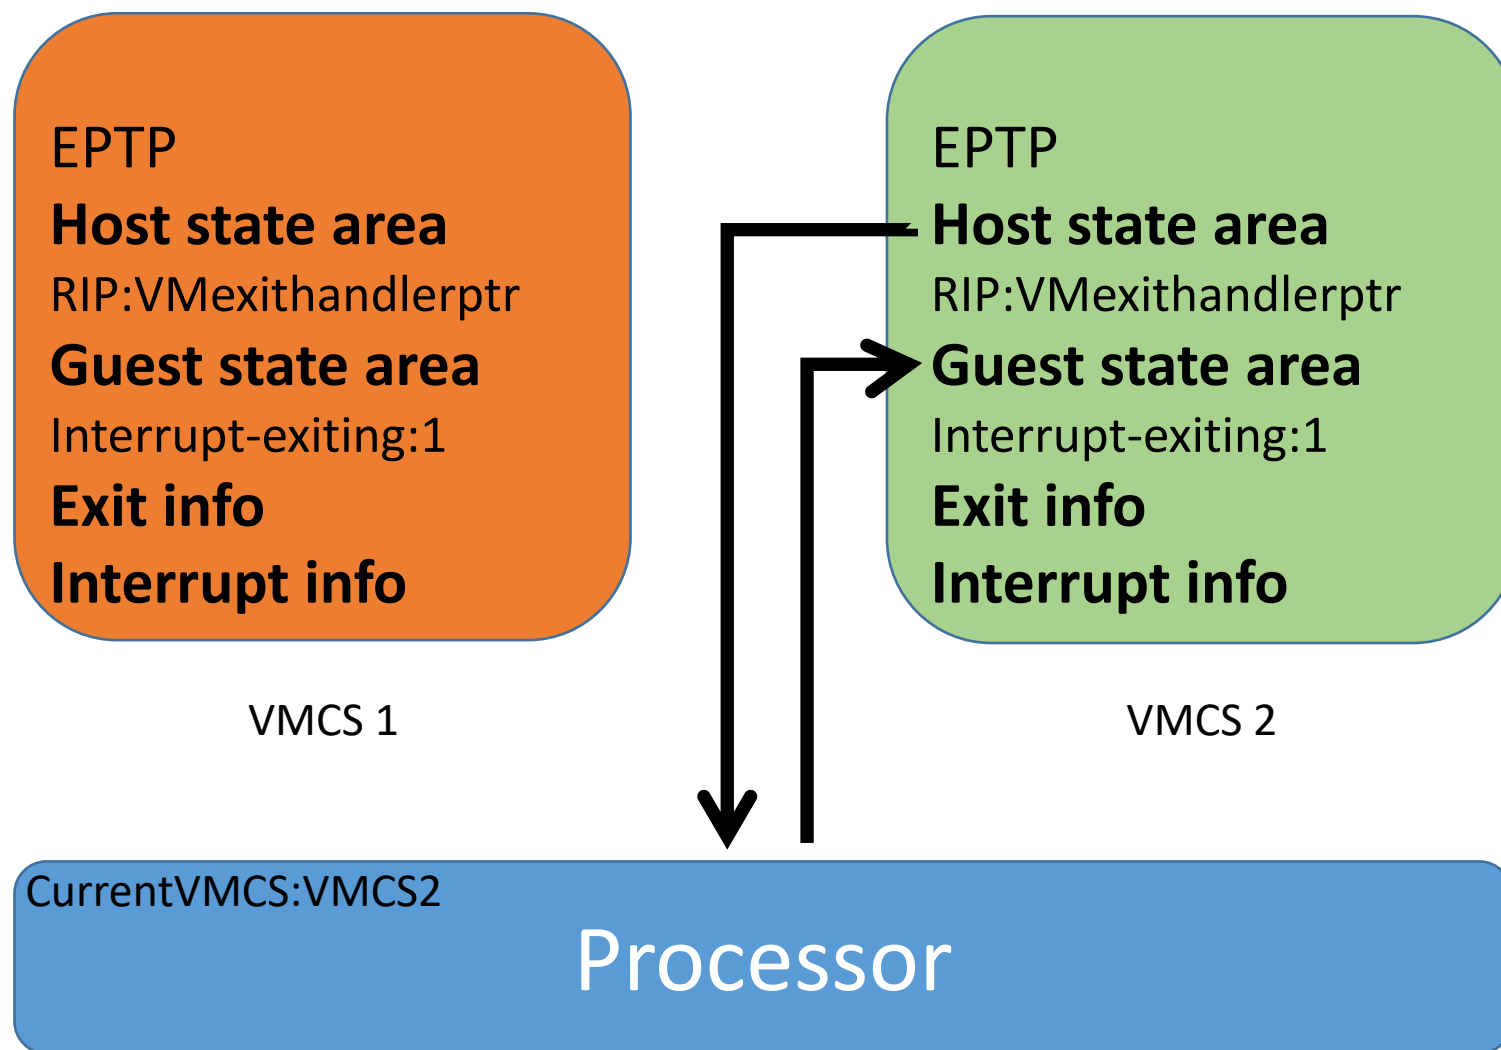 EPTP
Host state area
RIP:VMexithandlerptr
Guest state area
Interrupt-exiting:1
Exit info
Interrupt info
VMCS 1
EPTP
Host state area
RIP:VMexithandlerptr
Guest state area
Interrupt-exiting:1
Exit info
Interrupt info
VMCS 2
CurrentVMCS:VMCS2
Processor